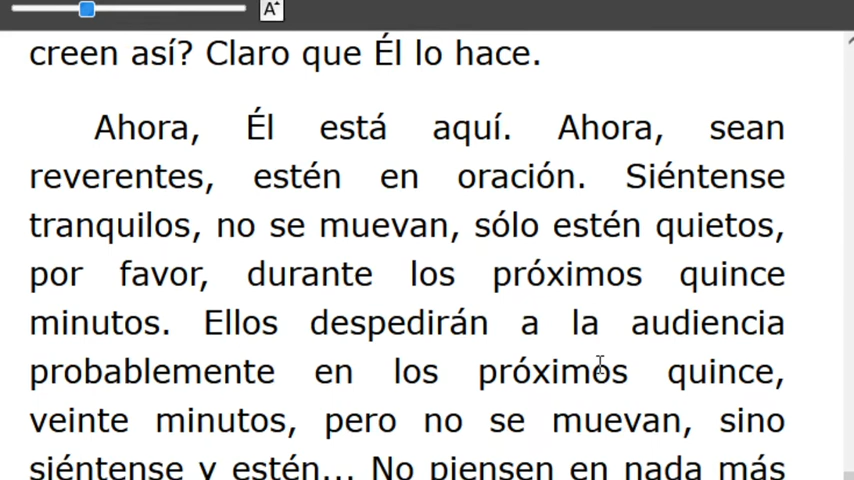 A
creen así? Claro que Él lo hace.
Ahora, Él está aquí. Ahora, sean
reverentes, estén en oración. Siéntense
tranquilos, no se muevan, sólo estén quietos,
por favor, durante los próximos quince
minutos. Ellos despedirán a la audiencia
probablemente en los próximos quince,
veinte minutos, pero no se muevan, sino
siéntense y estén... No piensen en nada más